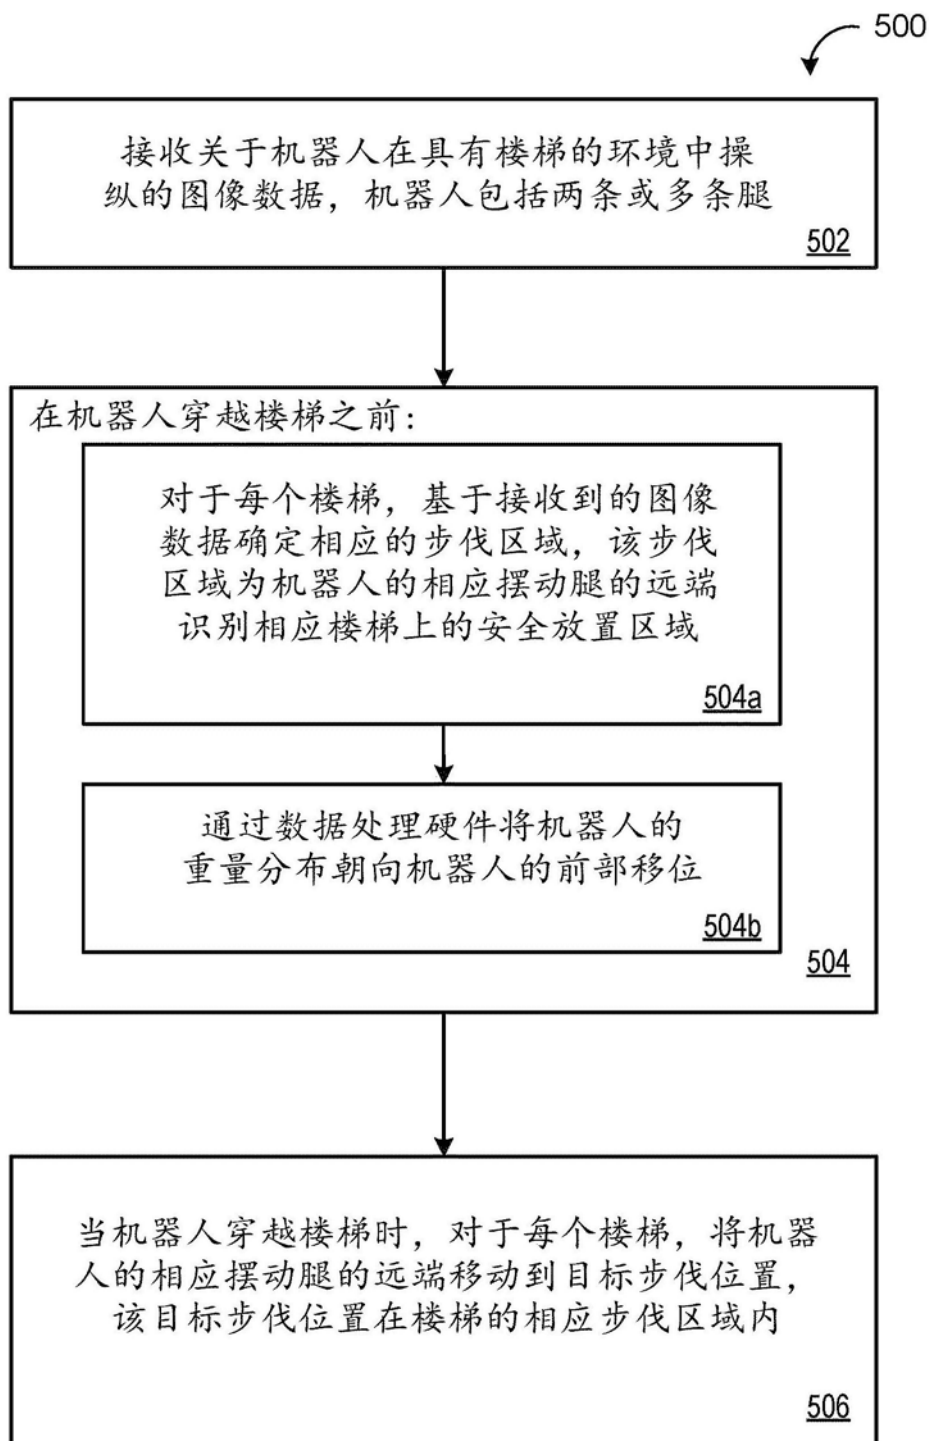 500
接收关于机器人在具有楼梯的环境中操
纵的图像数据，机器人包括两条或多条腿
502
在机器人穿越楼梯之前：
对于每个楼梯，基于接收到的图像
数据确定相应的步伐区域，该步伐
区域为机器人的相应摆动腿的远端
识别相应楼梯上的安全放置区域
504a
通过数据处理硬件将机器人的
重量分布朝向机器人的前部移位
504b
504
当机器人穿越楼梯时，对于每个楼梯，将机器
人的相应摆动腿的远端移动到目标步伐位置，
该目标步伐位置在楼梯的相应步伐区域内
506